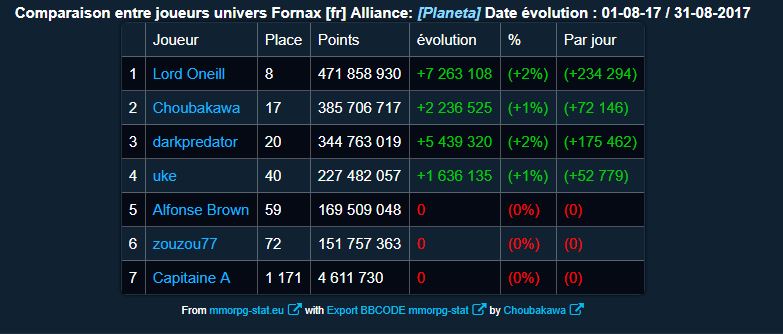 Comparaison entre joueurs univers Fornax [fr] Alliance: [Planeta] Date évolution : 01-08-17 / 31-08-2017
Joueur Place Points évolution % Par jour
1 Lord Oneill 8 471 858 930 +7 263 108 (+2%) (+234 294)
2 Choubakawa 17 385 706 717 +2 236 525 (+1%) (+72 146)
3 darkpredator 20 344 763 019 +5 439 320 (+2%) (+175 462)
4 uke 40 227 482 057 +1 636 135 (+1%) (+52 779)
5 Alfonse Brown 59 169 509 048 0 (0%) (0)
6 zouzou77 72 151 757 363 0 (0%) (0)
7 Capitaine A 1 171 4 611 730 0 (0%) (0)
From mmorpg-stat.eu with Export BBCODE mmorpg-stat by Choubakawa